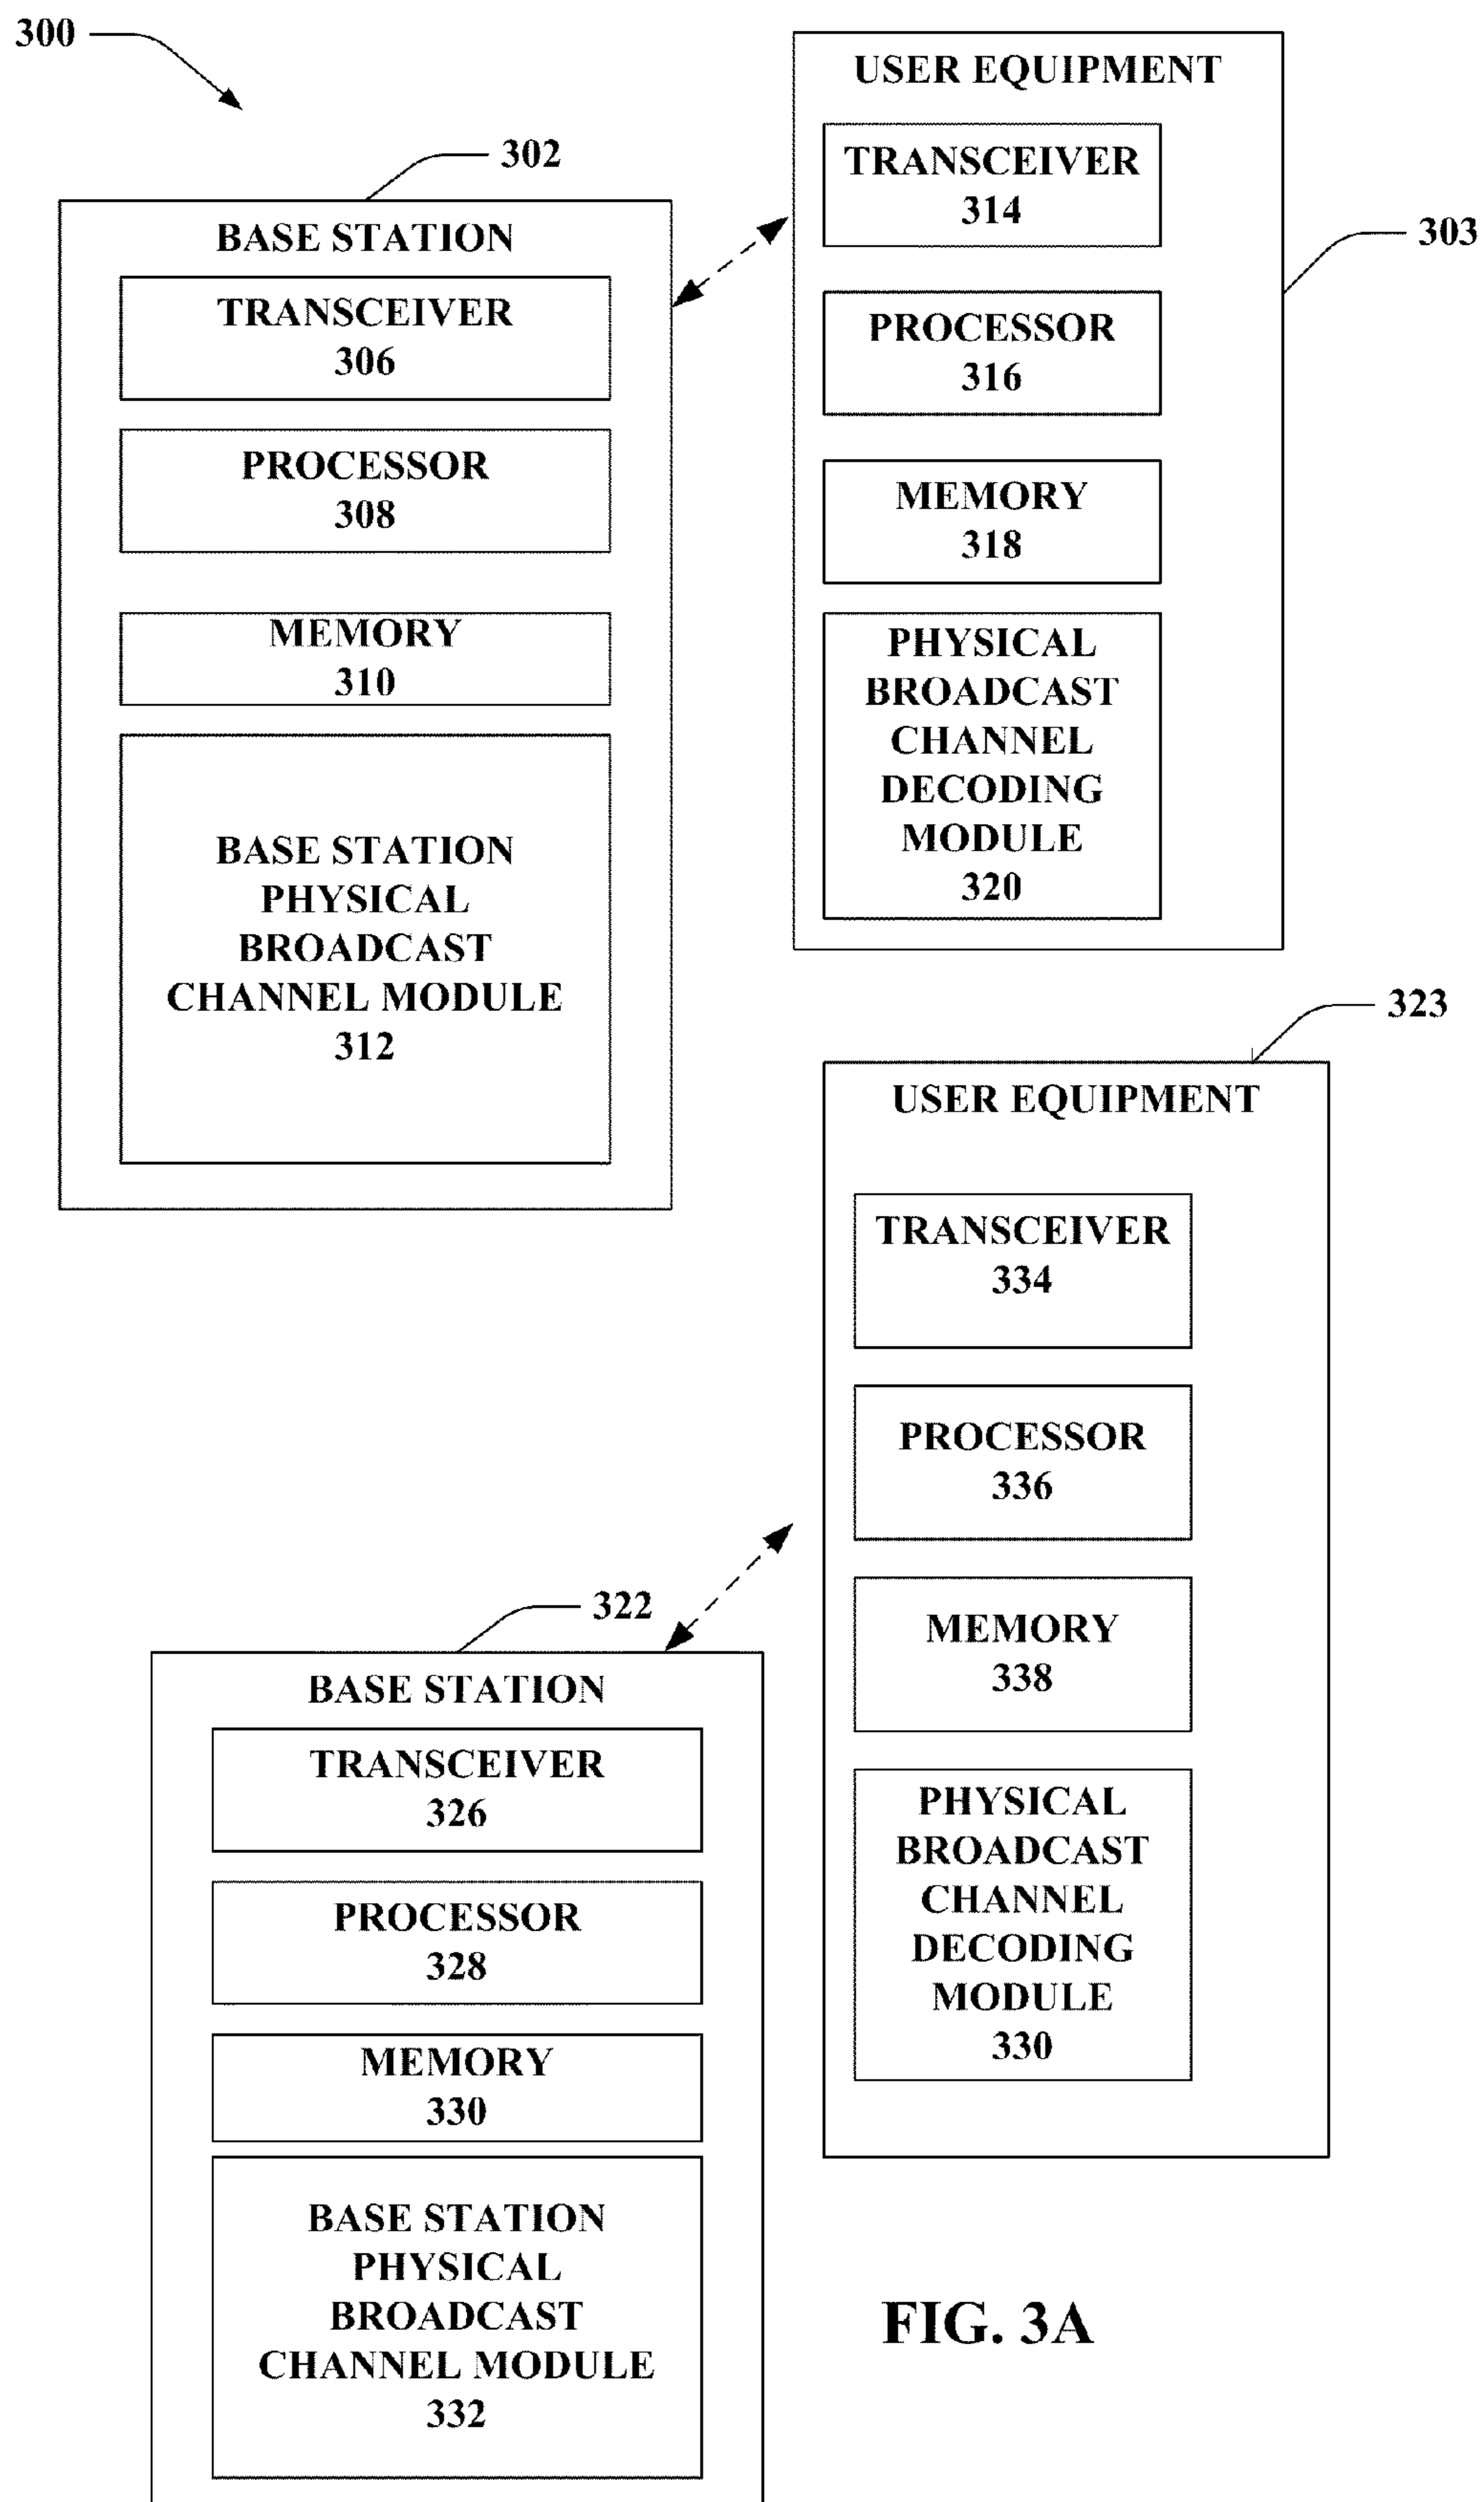 300
302
BASE STATION
TRANSCEIVER
306
PROCESSOR
308
MEMORY
310
BASE STATION
PHYSICAL
BROADCAST
CHANNEL MODULE
312
USER EQUIPMENT
303
TRANSCEIVER
314
PROCESSOR
316
MEMORY
318
PHYSICAL
BROADCAST
CHANNEL
DECODING
MODULE
320
323
USER EQUIPMENT
TRANSCEIVER
334
PROCESSOR
336
MEMORY
338
PHYSICAL
BROADCAST
CHANNEL
DECODING
MODULE
330
322
BASE STATION
TRANSCEIVER
326
PROCESSOR
328
MEMORY
330
BASE STATION
PHYSICAL
BROADCAST
CHANNEL MODULE
332
FIG. 3A